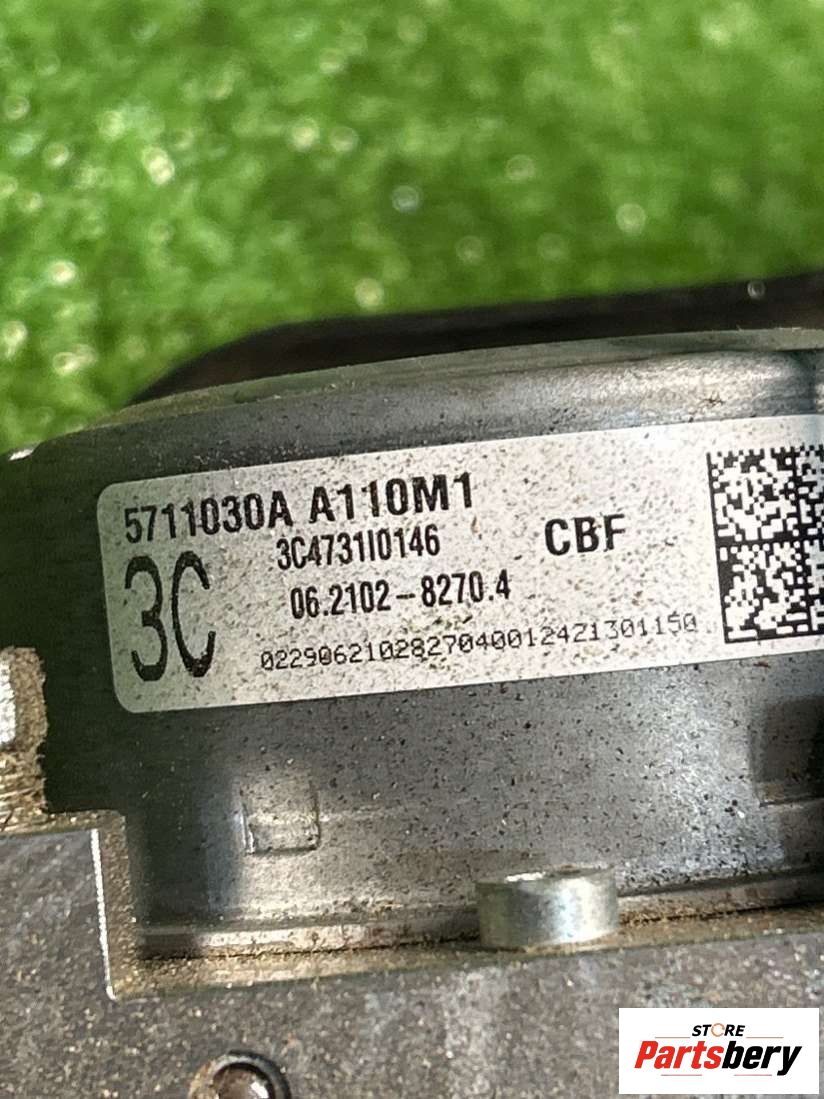 5711030A A110M1
3C
3C4731I0146
CBF
06.2102-8270.4
0229062102827040012421301150
STORE
Partsbery